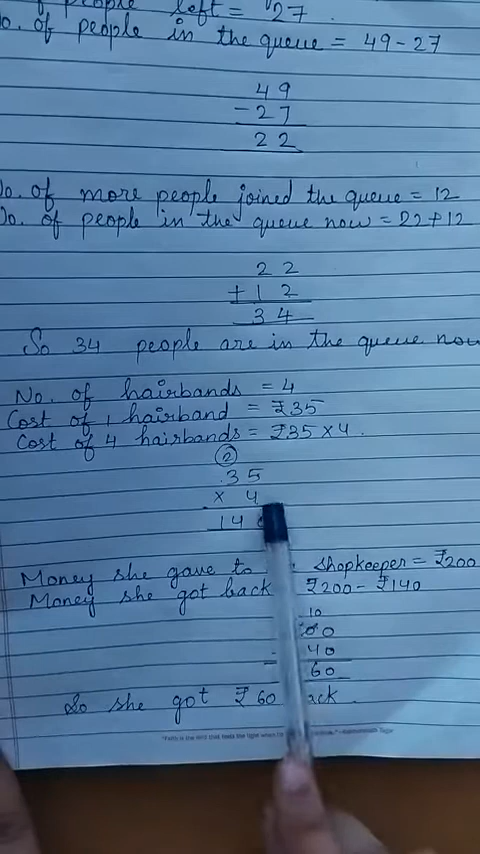 people left = 27.
No. of people in the queue = 49-27
49
-27
22
No. of more people joined the queue = 12
No. of people in the queue now = 22+12
22
+12
34
So 34 people are in the queue now
No. of hairbands = 4
Cost of 1 hairband = ₹35
Cost of 4 hairbands = ₹35×4.
2
35
× 4
14
Money she gave to shopkeeper = ₹200
Money she got back ₹200-₹140
10
00
- 40
60
So she got ₹60